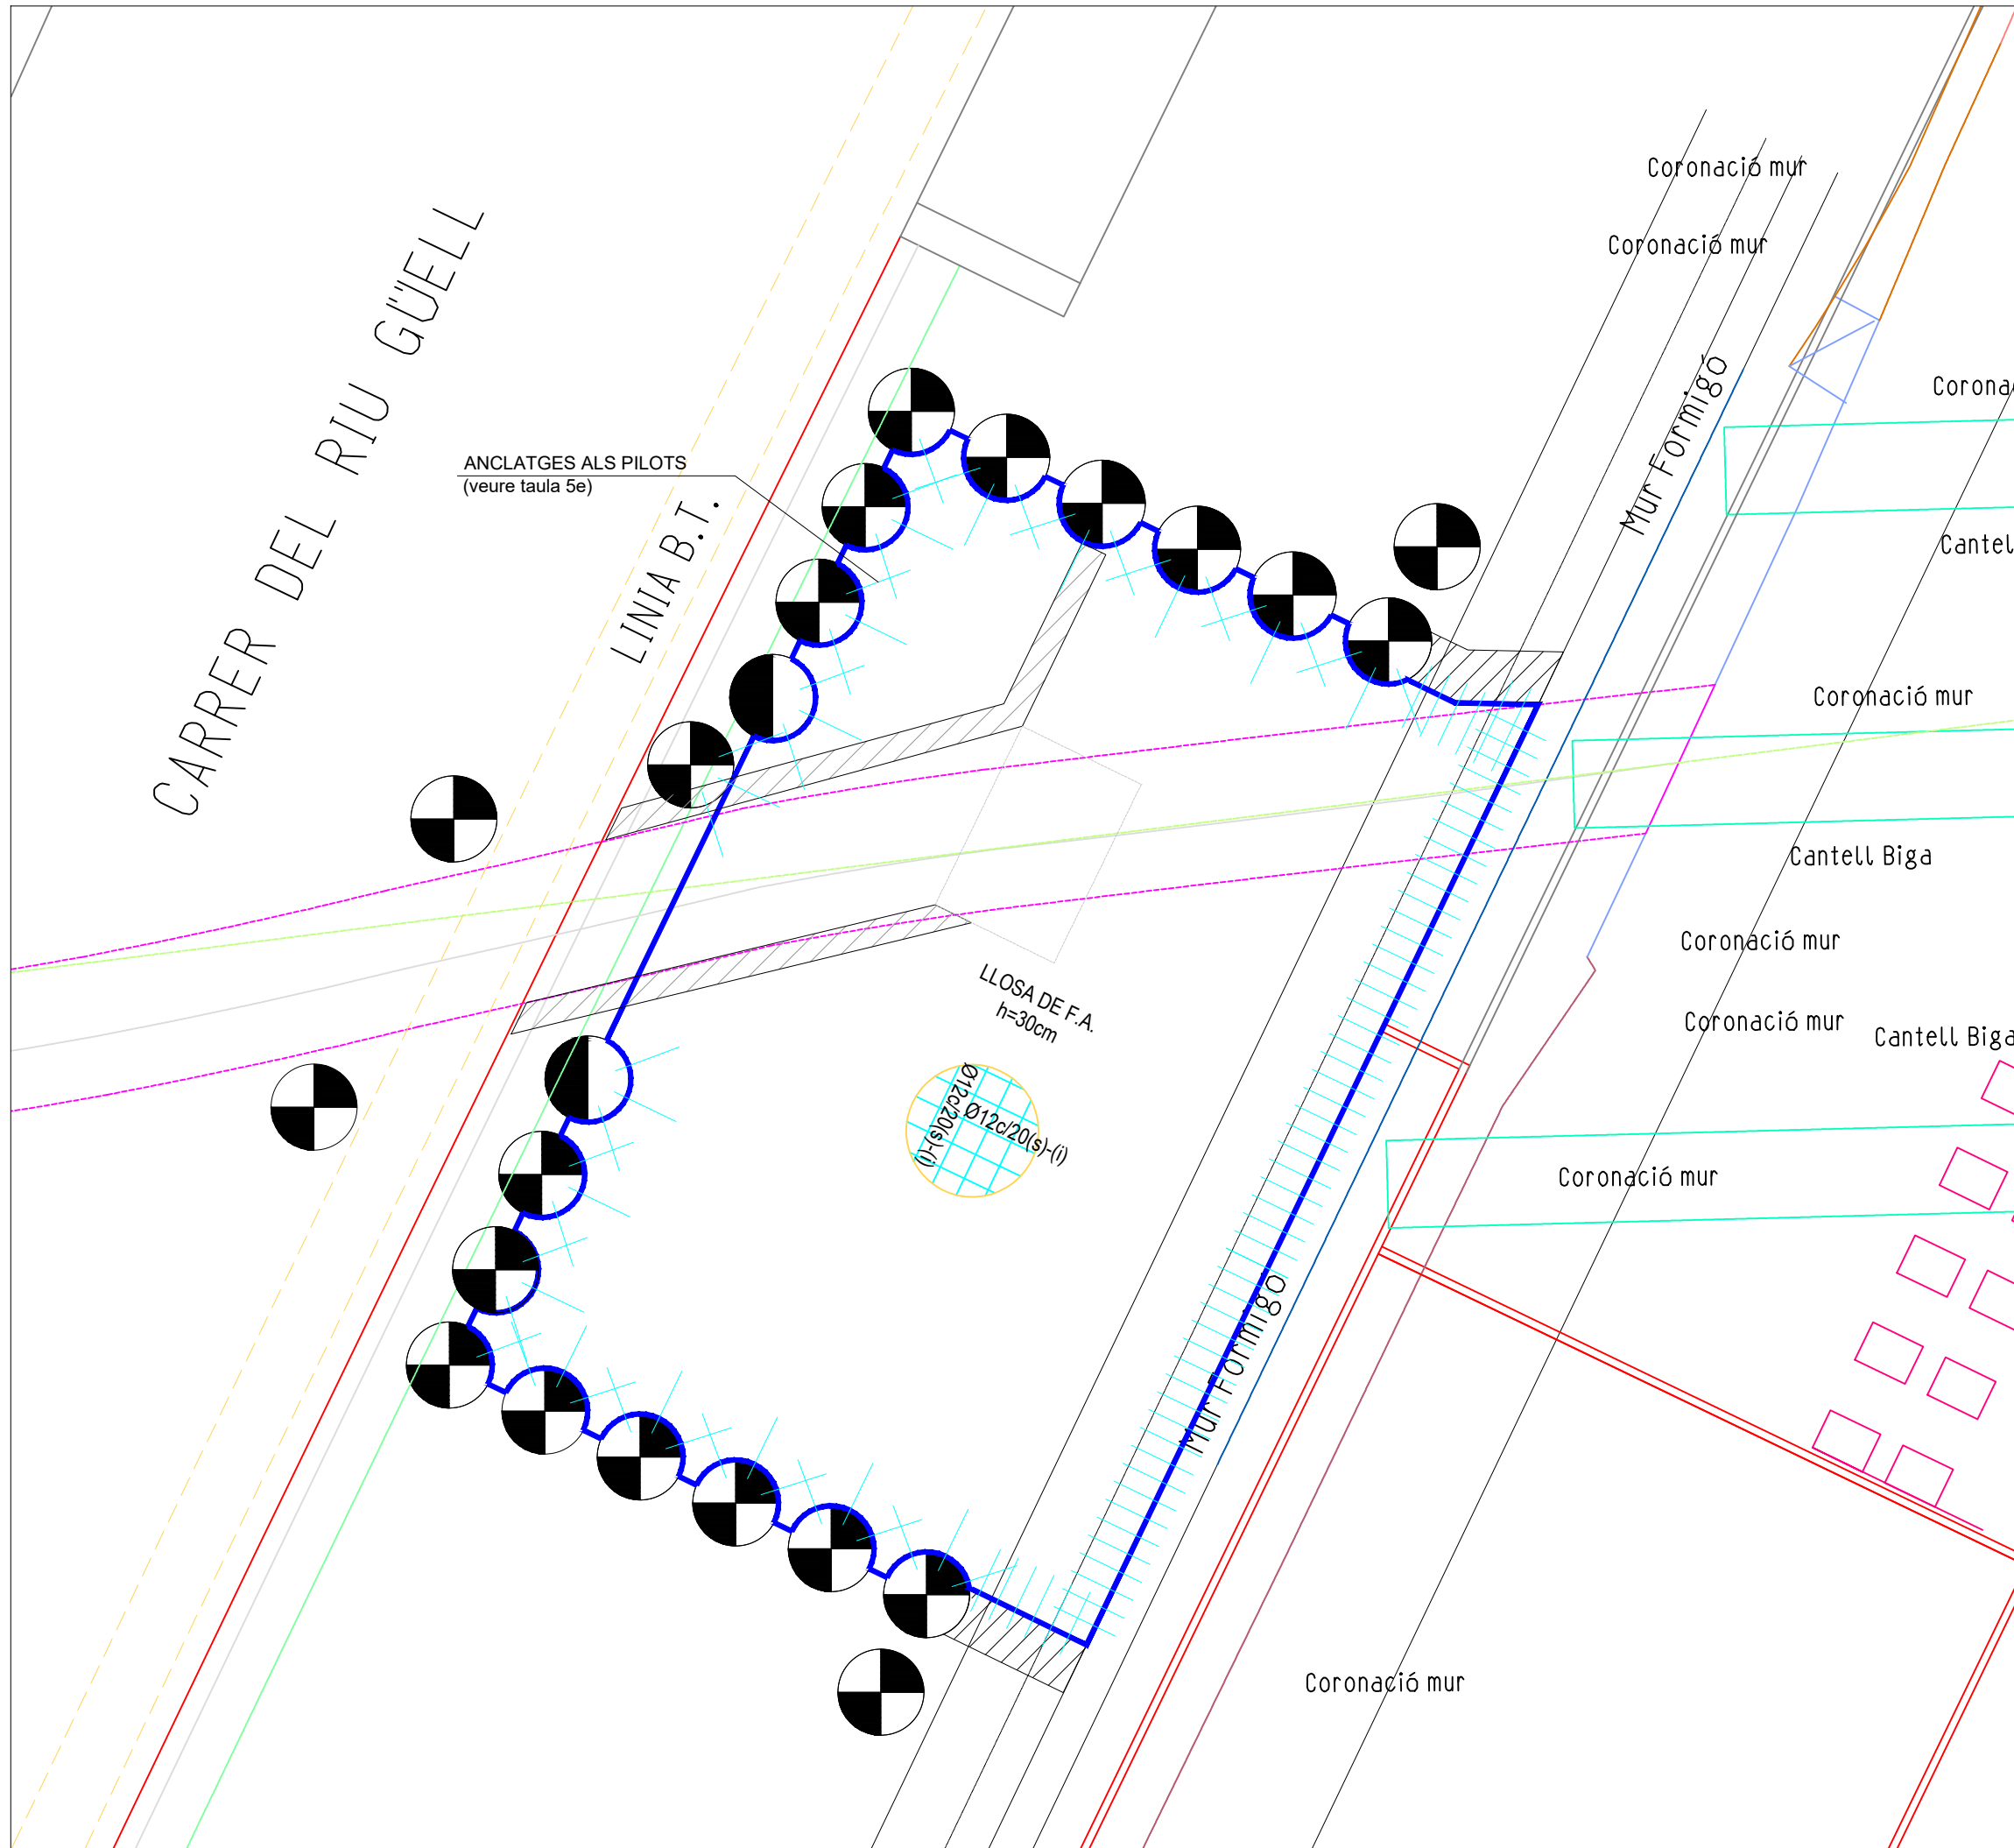 Coronació mur
Coronació mur
CARRER DEL RIU GÜELL
Mur Formigó
ANCLATGES ALS PILOTS
(veure taula 5e)
LINIA B.T.
Coronació mur
Cantell Biga
Coronació mur
LLOSA DE F.A.
h=30cm
Coronació mur
Cantell Biga
Ø12c/20(s)-(i)
Ø12c/20(s)-(i)
Coronació mur
Mur Formigó
Coronació mur